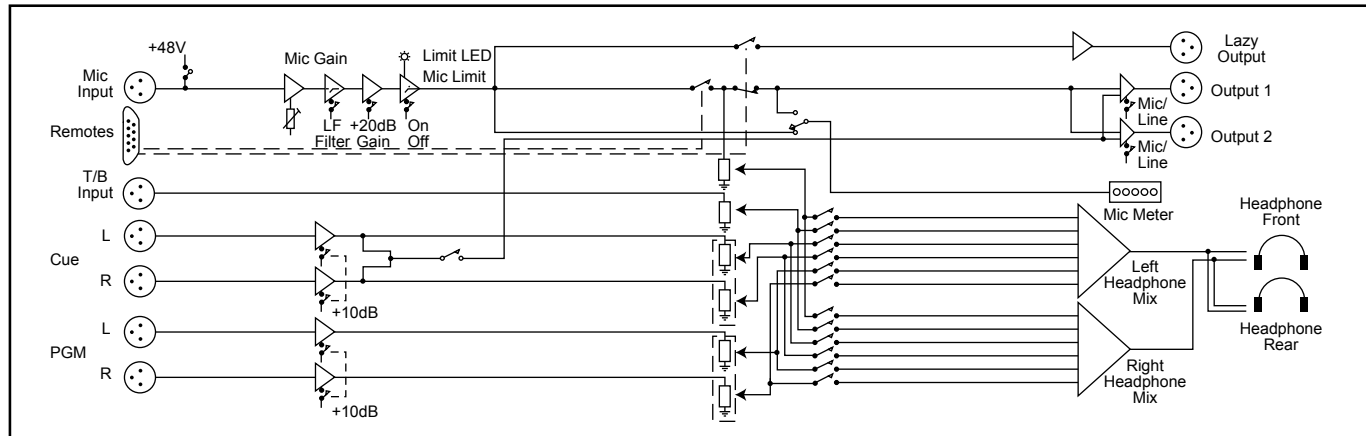 +48V
Mic Gain
Limit LED
Mic Limit
Lazy
Output
Mic
Input
Output 1
Mic/
Line
Remotes
LF
Filter
+20dB
Gain
On
Off
Output 2
Mic/
Line
T/B
Input
Mic Meter
L
Cue
R
+10dB
Left
Headphone
Mix
Headphone
Front
Headphone
Rear
L
PGM
R
+10dB
Right
Headphone
Mix